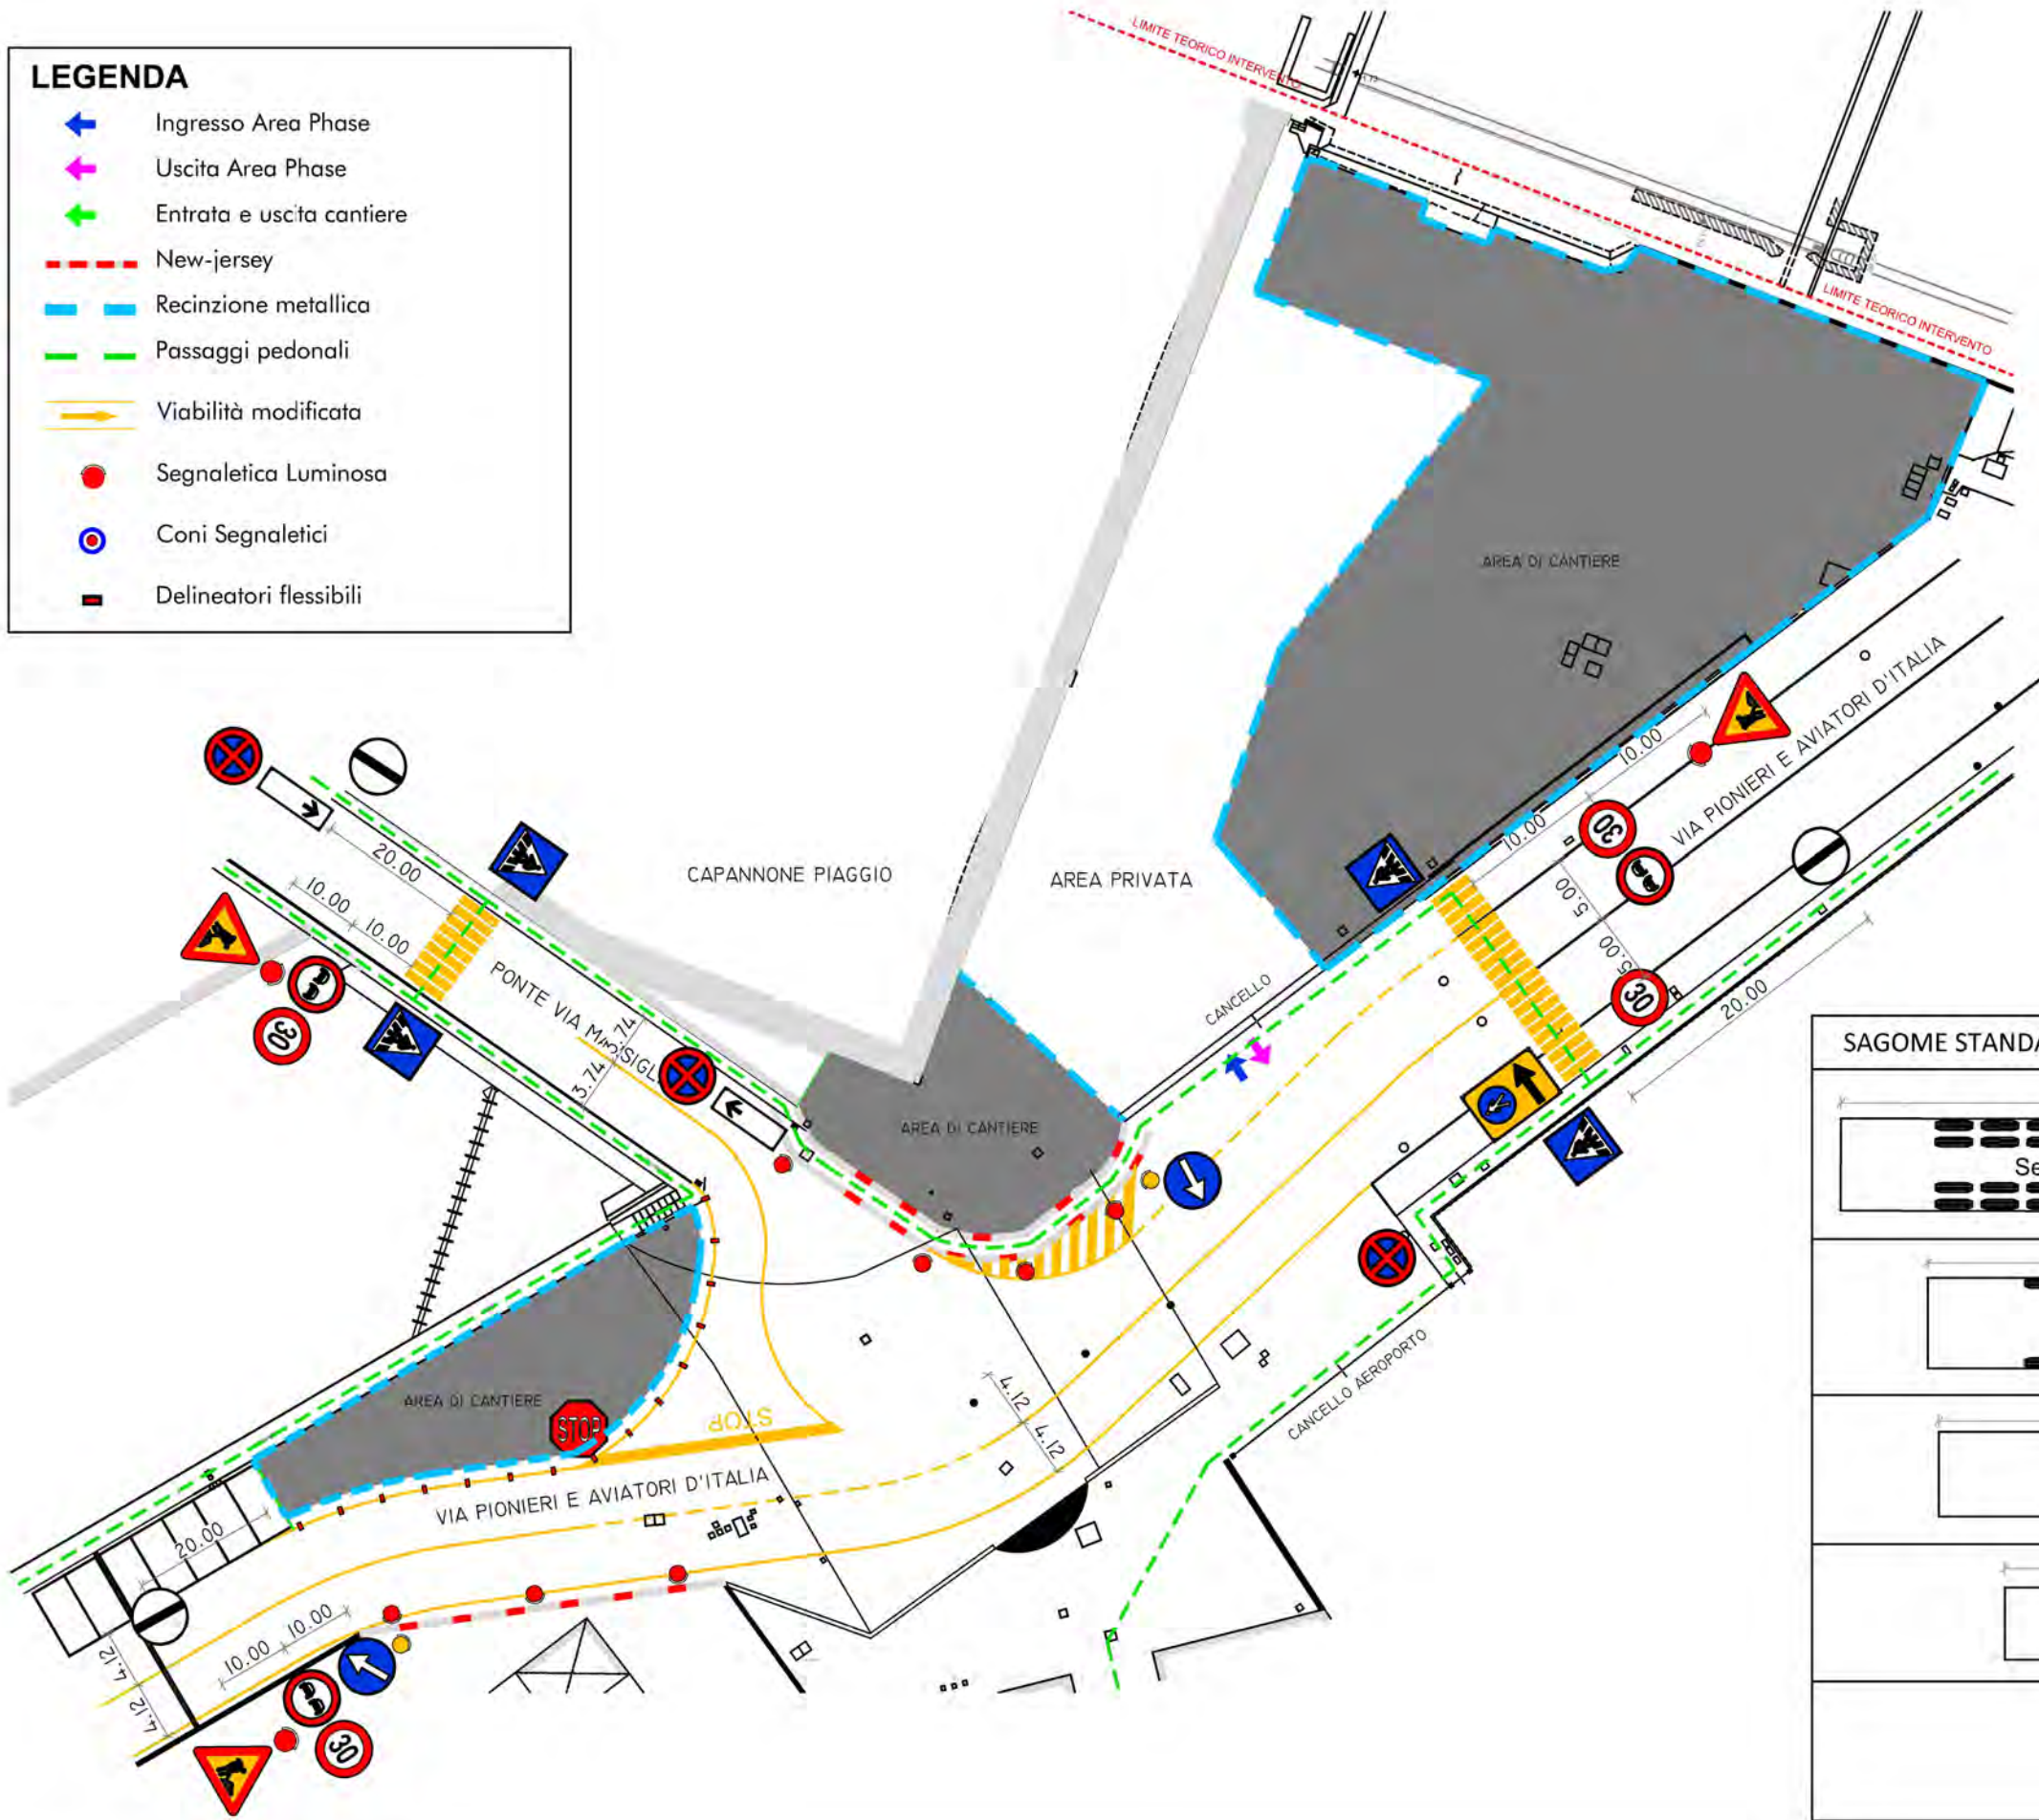 LEGENDA
Ingresso Area Phase
Uscita Area Phase
Entrata e uscita cantiere
New-jersey
Recinzione metallica
Passaggi pedonali
Viabilità modificata
Segnaletica Luminosa
Coni Segnaletici
Delineatori flessibili
LIMITE TEORICO INTERVENTO
LIMITE TEORICO INTERVENTO
AREA DI CANTIERE
VIA PIONIERI E AVIATORI D'ITALIA
10.00
10.00
30
5.00
5.00
30
20.00
20.00
10.00
10.00
30
CAPANNONE PIAGGIO
AREA PRIVATA
PONTE VIA
3.74
3.74
CANCELLO
AREA DI CANTIERE
AREA DI CANTIERE
STOP
STOP
VIA PIONIERI E AVIATORI D'ITALIA
4.12
4.12
CANCELLO AEROPORTO
20.00
10.00
10.00
4.12
4.12
30
SAGOME STANDA
Se